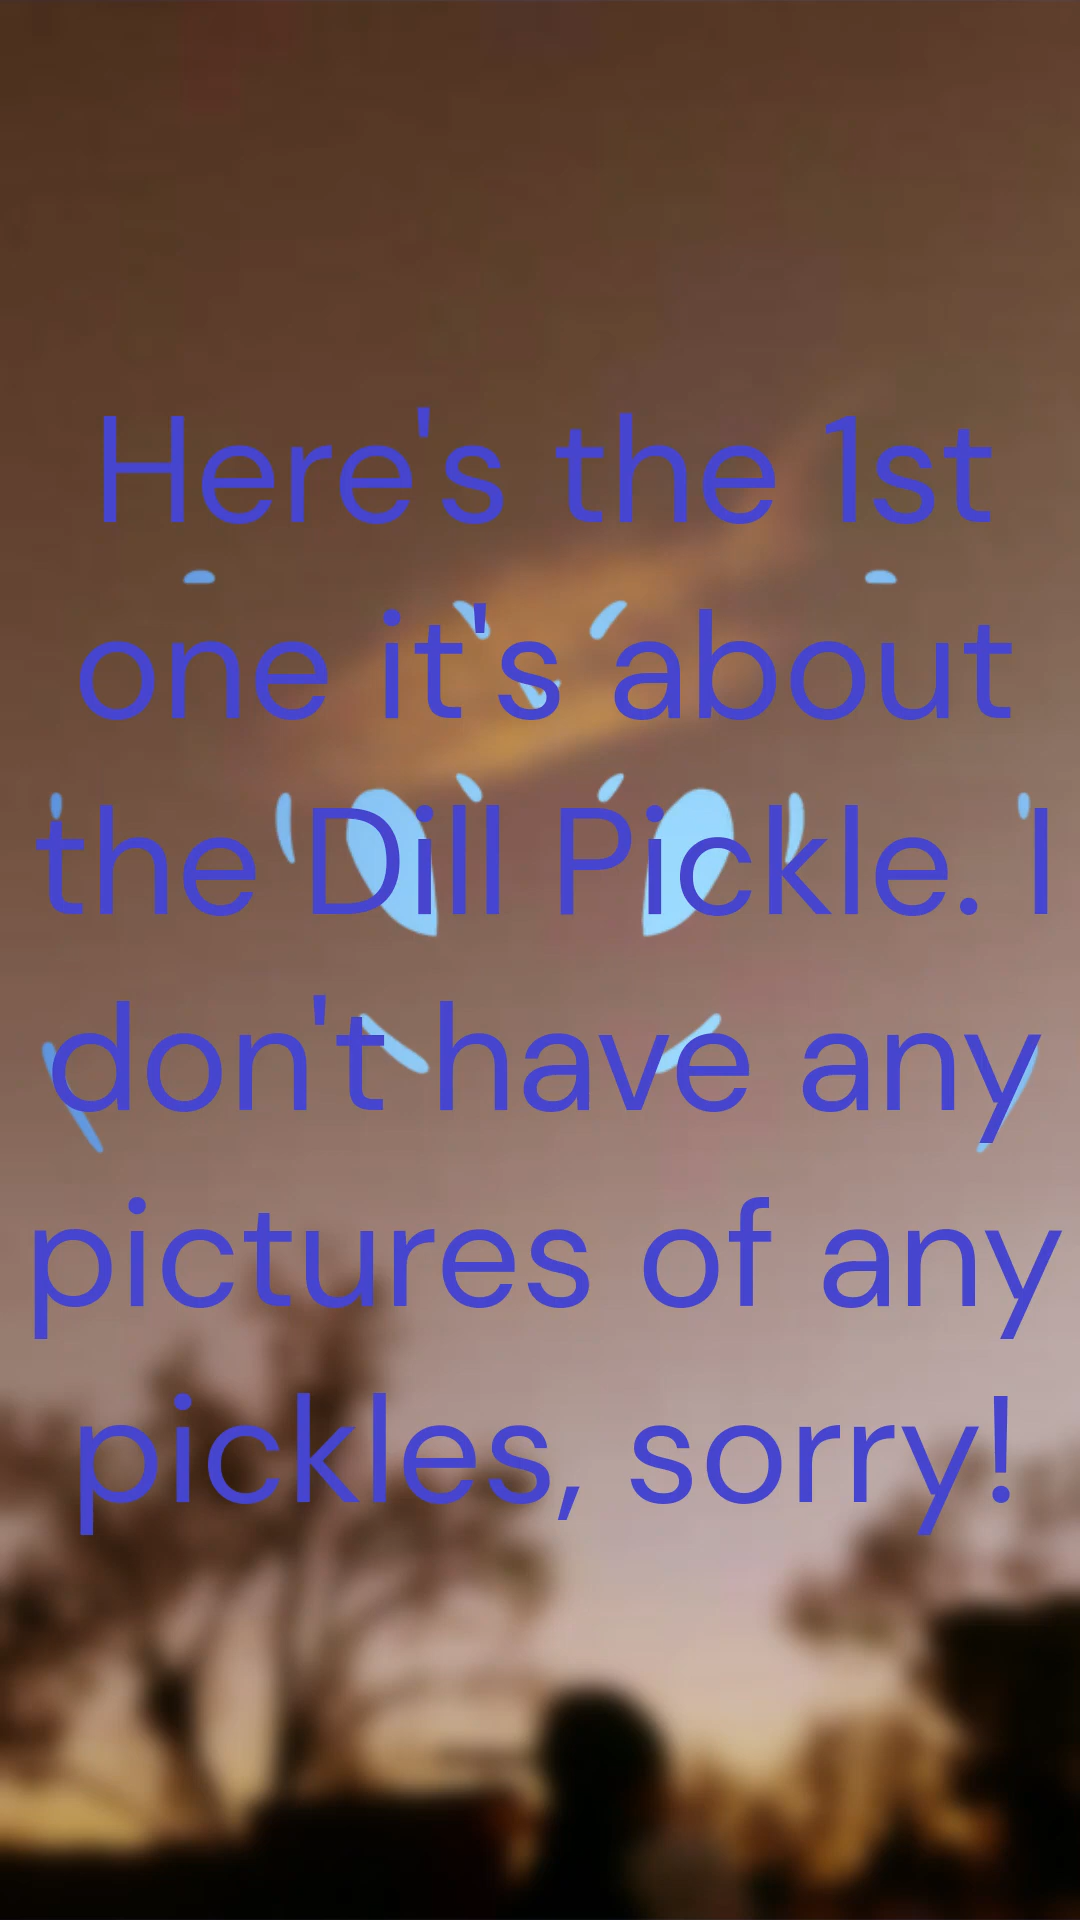 Here's the 1st
one it's about
the Dill Pickle. I
don't have any
pictures of any
pickles, sorry!